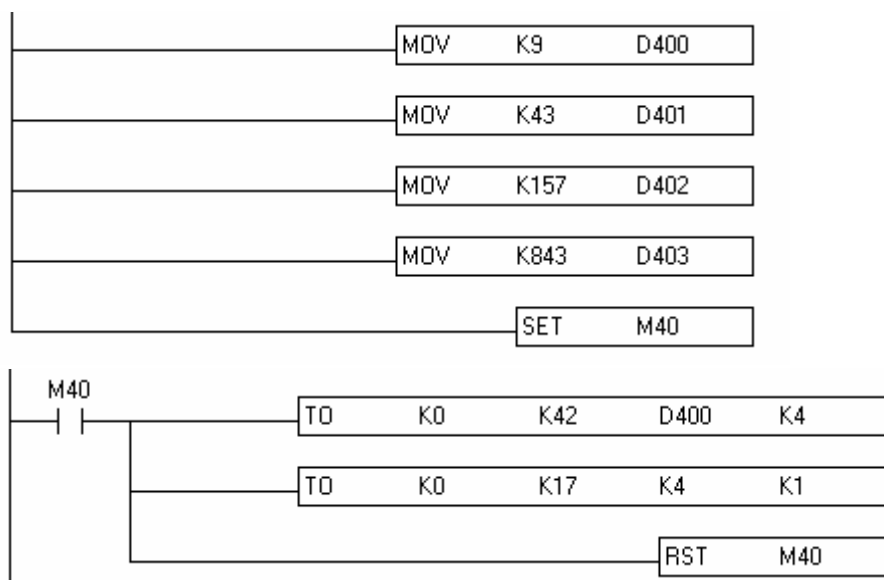 MOV K9 D400
MOV K43 D401
MOV K157 D402
MOV K843 D403
SET M40
M40
TO K0 K42 D400 K4
TO K0 K17 K4 K1
RST M40